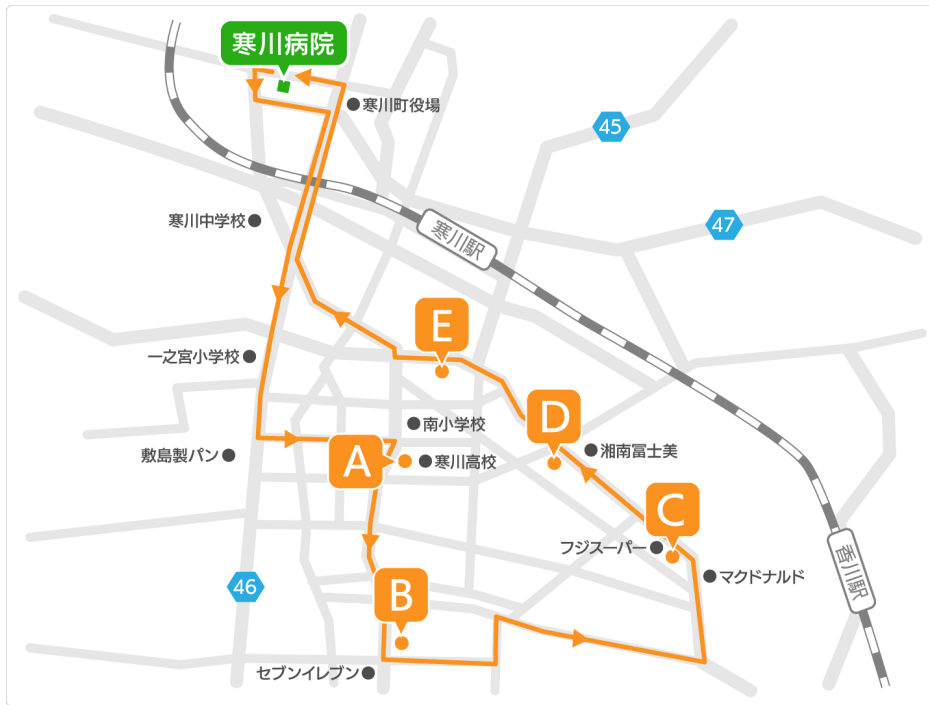 寒川病院
寒川町役場
45
寒川中学校
47
寒川駅
E
一之宮小学校
D
南小学校
敷島製パン
A
寒川高校
湘南冨士美
C
フジスーパー
マクドナルド
香川駅
46
B
セブンイレブン